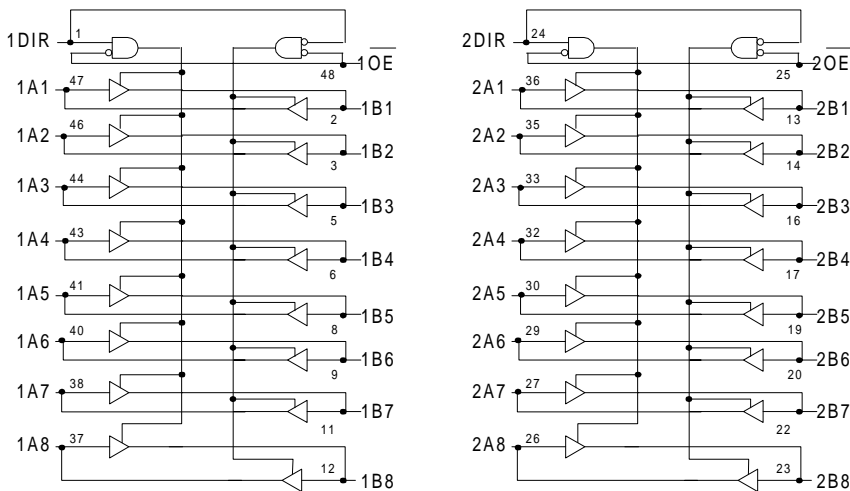 1DIR 1 2DIR 24
48 1OE 25 2OE
1A1 47 2A1 36
2 1B1 13 2B1
1A2 46 2A2 35
3 1B2 14 2B2
1A3 44 2A3 33
5 1B3 16 2B3
1A4 43 2A4 32
6 1B4 17 2B4
1A5 41 2A5 30
8 1B5 19 2B5
1A6 40 2A6 29
9 1B6 20 2B6
1A7 38 2A7 27
11 1B7 22 2B7
1A8 37 2A8 26
12 1B8 23 2B8